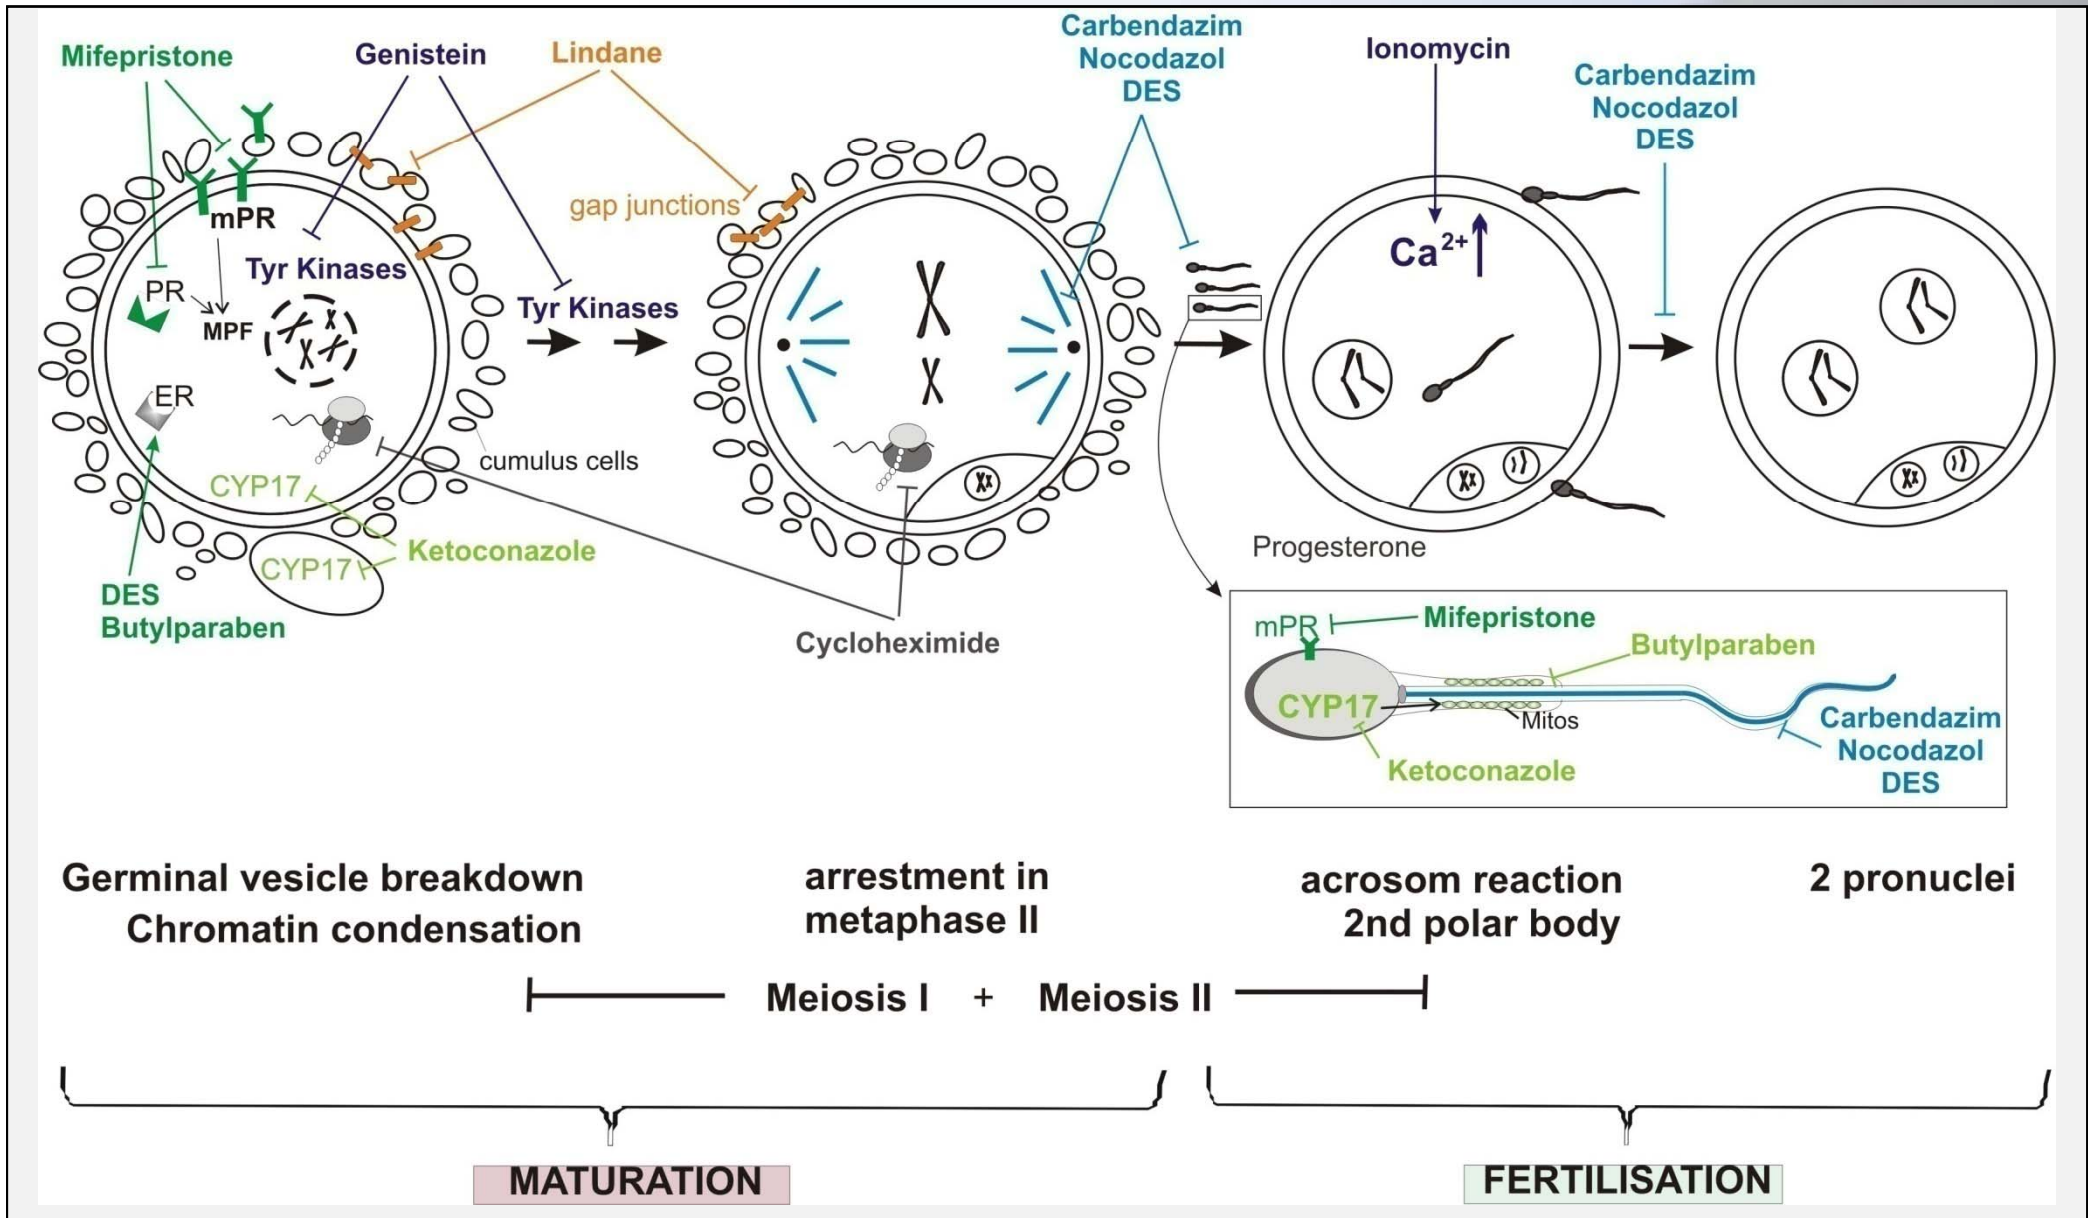 Mifepristone
Genistein
Lindane
Carbendazim
Nocodazol
DES
Ionomycin
Carbendazim
Nocodazol
DES
mPR
gap junctions
Ca²⁺
Tyr Kinases
PR
MPF
Tyr Kinases
ER
cumulus cells
CYP17
Ketoconazole
CYP17
DES
Butylparaben
Cycloheximide
Progesterone
mPR
Mifepristone
Butylparaben
CYP17
Mitos
Ketoconazole
Carbendazim
Nocodazol
DES
Germinal vesicle breakdown
Chromatin condensation
arrestment in
metaphase II
acrosom reaction
2nd polar body
2 pronuclei
Meiosis I + Meiosis II
MATURATION
FERTILISATION